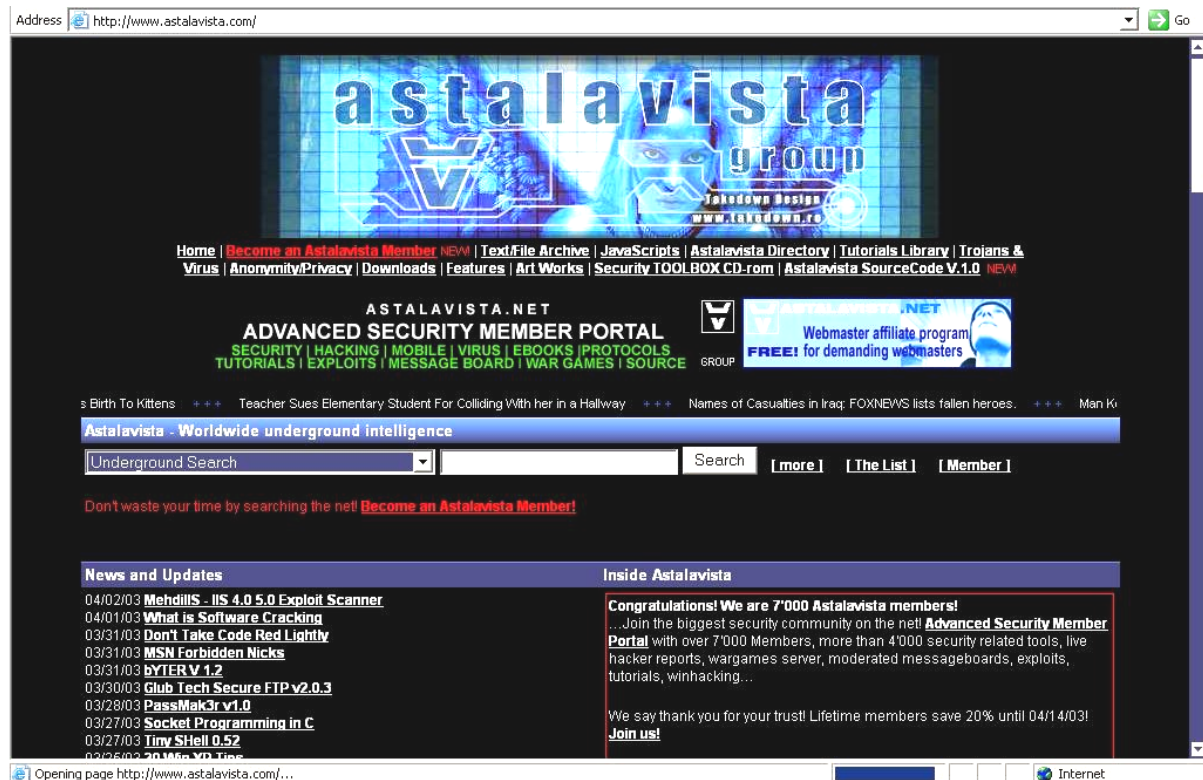 Address http://www.astalavista.com/ Go
astalavista
group
Takedown Design
www.takedown.ro
Home | Become an Astalavista Member NEW! | Text/File Archive | JavaScripts | Astalavista Directory | Tutorials Library | Trojans &
Virus | Anonymity/Privacy | Downloads | Features | Art Works | Security TOOLBOX CD-rom | Astalavista SourceCode V.1.0 NEW!
ASTALAVISTA.NET
ADVANCED SECURITY MEMBER PORTAL
SECURITY | HACKING | MOBILE | VIRUS | EBOOKS |PROTOCOLS
TUTORIALS | EXPLOITS | MESSAGE BOARD | WAR GAMES | SOURCE
GROUP
ASTALAVISTA.NET
Webmaster affiliate program
FREE! for demanding webmasters
s Birth To Kittens +++ Teacher Sues Elementary Student For Colliding With her in a Hallway +++ Names of Casualties in Iraq: FOXNEWS lists fallen heroes. +++ Man
Astalavista - Worldwide underground intelligence
Underground Search Search [ more ] [ The List ] [ Member ]
Don't waste your time by searching the net! Become an Astalavista Member!
News and Updates
04/02/03 MehdiIIS - IIS 4.0 5.0 Exploit Scanner
04/01/03 What is Software Cracking
03/31/03 Don't Take Code Red Lightly
03/31/03 MSN Forbidden Nicks
03/31/03 bYTER V 1.2
03/30/03 Glub Tech Secure FTP v2.0.3
03/28/03 PassMak3r v1.0
03/27/03 Socket Programming in C
03/27/03 Tiny SHell 0.52
03/26/03 20 Win XP Tips
Inside Astalavista
Congratulations! We are 7'000 Astalavista members!
...Join the biggest security community on the net! Advanced Security Member
Portal with over 7'000 Members, more than 4'000 security related tools, live
hacker reports, wargames server, moderated messageboards, exploits,
tutorials, winhacking...
We say thank you for your trust! Lifetime members save 20% until 04/14/03!
Join us!
Opening page http://www.astalavista.com/... Internet